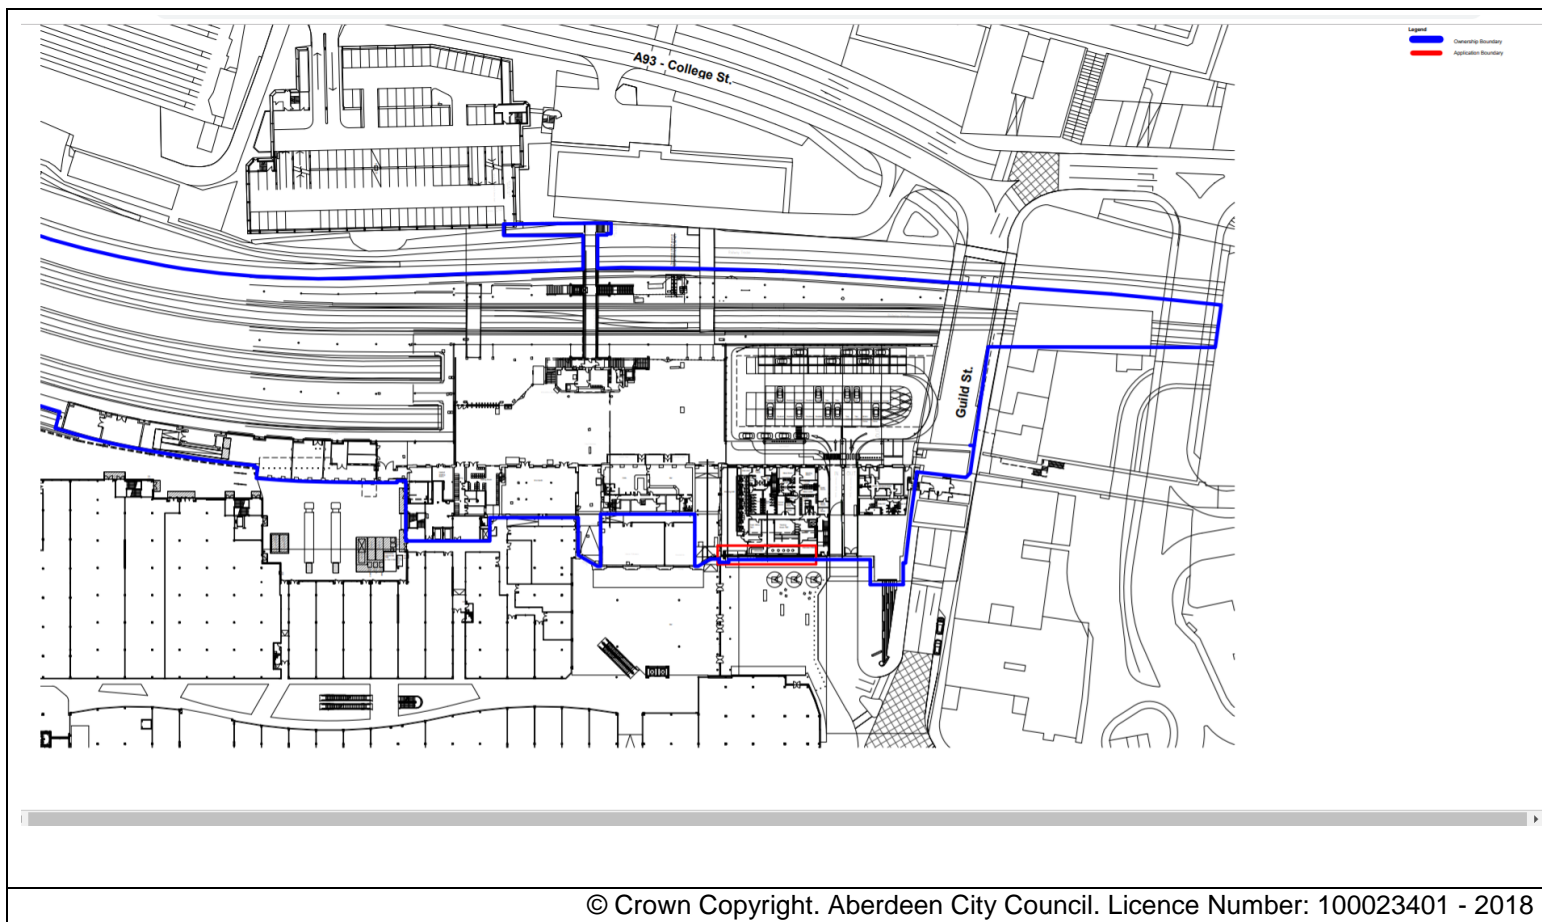 Legend
Ownership Boundary
Application Boundary
A93 - College St.
Guild St.
© Crown Copyright. Aberdeen City Council. Licence Number: 100023401 - 2018